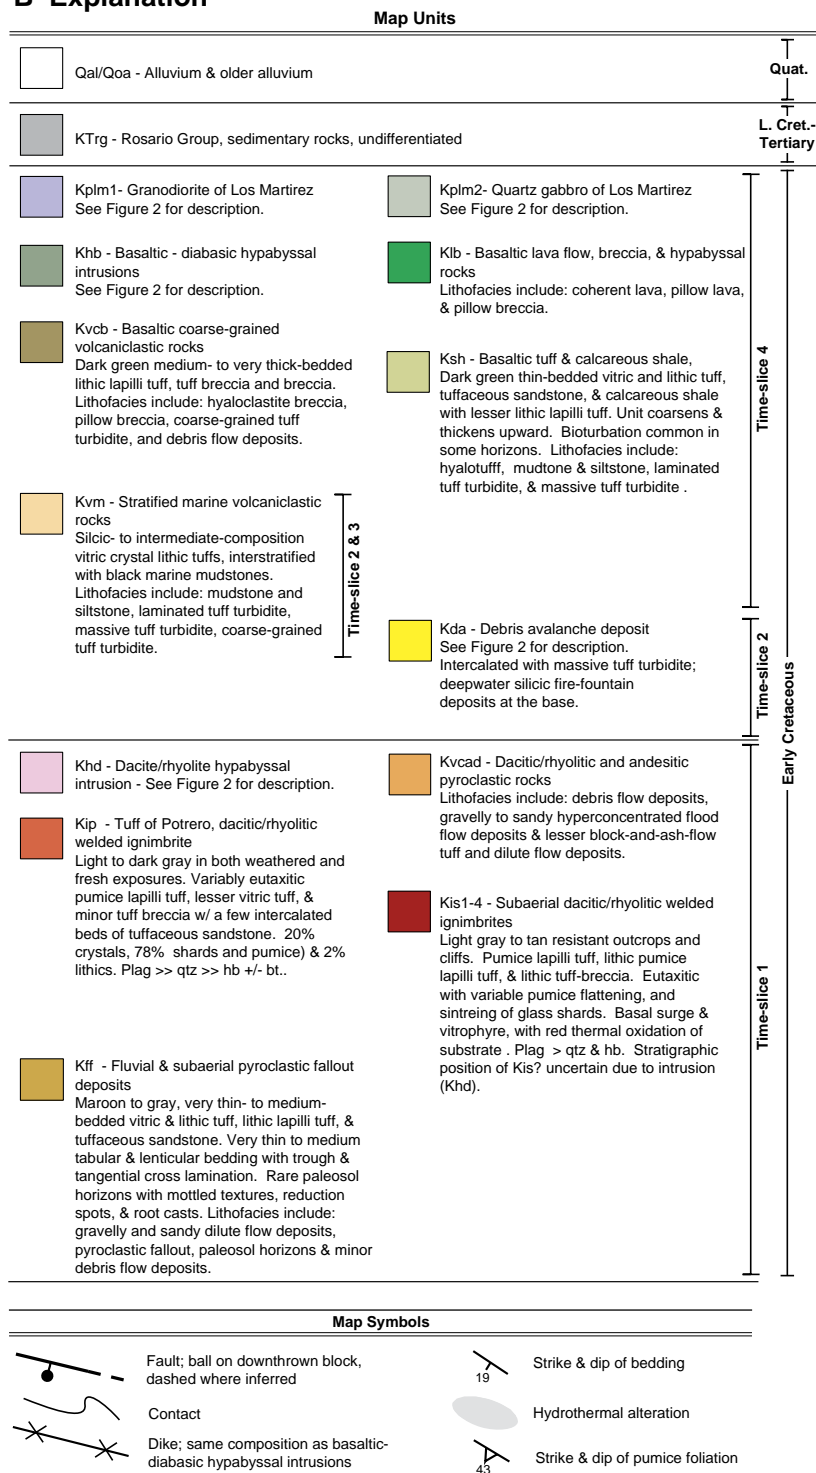 B Explanation
Map Units
Qal/Qoa - Alluvium & older alluvium
Quat.
KTrg - Rosario Group, sedimentary rocks, undifferentiated
L. Cret.-
Tertiary
Kplm1- Granodiorite of Los Martirez
See Figure 2 for description.
Khb - Basaltic - diabasic hypabyssal
intrusions
See Figure 2 for description.
Kvcb - Basaltic coarse-grained
volcaniclastic rocks
Dark green medium- to very thick-bedded
lithic lapilli tuff, tuff breccia and breccia.
Lithofacies include: hyaloclastite breccia,
pillow breccia, coarse-grained tuff
turbidite, and debris flow deposits.
Kvm - Stratified marine volcaniclastic
rocks
Silcic- to intermediate-composition
vitric crystal lithic tuffs, interstratified
with black marine mudstones.
Lithofacies include: mudstone and
siltstone, laminated tuff turbidite,
massive tuff turbidite, coarse-grained
tuff turbidite.
Time-slice 2 & 3
Kplm2- Quartz gabbro of Los Martirez
See Figure 2 for description.
Klb - Basaltic lava flow, breccia, & hypabyssal
rocks
Lithofacies include: coherent lava, pillow lava,
& pillow breccia.
Ksh - Basaltic tuff & calcareous shale,
Dark green thin-bedded vitric and lithic tuff,
tuffaceous sandstone, & calcareous shale
with lesser lithic lapilli tuff. Unit coarsens &
thickens upward. Bioturbation common in
some horizons. Lithofacies include:
hyalotufff, mudtone & siltstone, laminated
tuff turbidite, & massive tuff turbidite .
Time-slice 4
Kda - Debris avalanche deposit
See Figure 2 for description.
Intercalated with massive tuff turbidite;
deepwater silicic fire-fountain
deposits at the base.
Time-slice 2
Early Cretaceous
Khd - Dacite/rhyolite hypabyssal
intrusion - See Figure 2 for description.
Kip - Tuff of Potrero, dacitic/rhyolitic
welded ignimbrite
Light to dark gray in both weathered and
fresh exposures. Variably eutaxitic
pumice lapilli tuff, lesser vitric tuff, &
minor tuff breccia w/ a few intercalated
beds of tuffaceous sandstone. 20%
crystals, 78% shards and pumice) & 2%
lithics. Plag >> qtz >> hb +/- bt..
Kff - Fluvial & subaerial pyroclastic fallout
deposits
Maroon to gray, very thin- to medium-
bedded vitric & lithic tuff, lithic lapilli tuff, &
tuffaceous sandstone. Very thin to medium
tabular & lenticular bedding with trough &
tangential cross lamination. Rare paleosol
horizons with mottled textures, reduction
spots, & root casts. Lithofacies include:
gravelly and sandy dilute flow deposits,
pyroclastic fallout, paleosol horizons & minor
debris flow deposits.
Kvcad - Dacitic/rhyolitic and andesitic
pyroclastic rocks
Lithofacies include: debris flow deposits,
gravelly to sandy hyperconcentrated flood
flow deposits & lesser block-and-ash-flow
tuff and dilute flow deposits.
Kis1-4 - Subaerial dacitic/rhyolitic welded
ignimbrites
Light gray to tan resistant outcrops and
cliffs. Pumice lapilli tuff, lithic pumice
lapilli tuff, & lithic tuff-breccia. Eutaxitic
with variable pumice flattening, and
sintreing of glass shards. Basal surge &
vitrophyre, with red thermal oxidation of
substrate . Plag > qtz & hb. Stratigraphic
position of Kis? uncertain due to intrusion
(Khd).
Time-slice 1
Map Symbols
Fault; ball on downthrown block,
dashed where inferred
Contact
Dike; same composition as basaltic-
diabasic hypabyssal intrusions
19
Strike & dip of bedding
Hydrothermal alteration
43
Strike & dip of pumice foliation